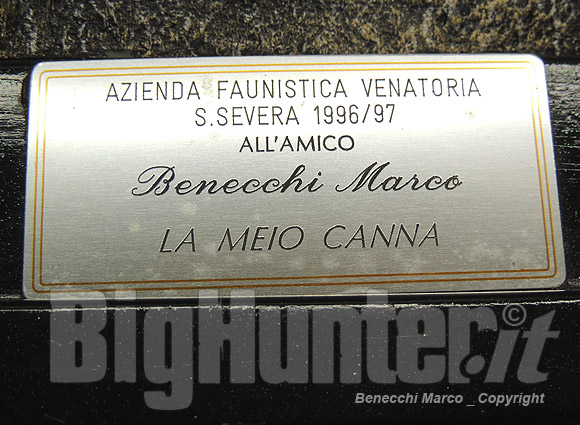 AZIENDA FAUNISTICA VENATORIA
S.SEVERA 1996/97
ALL'AMICO
Benecchi Marco
LA MEIO CANNA
BigHunter.it ©
Benecchi Marco _ Copyright